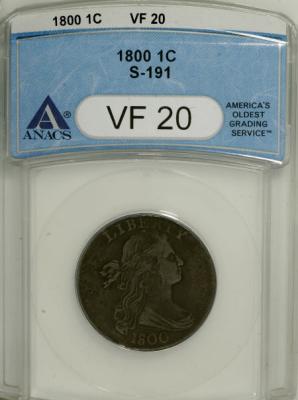 1800 1C VF 20
1800 1C
S-191
ANACS
VF 20
AMERICA'S
OLDEST
GRADING
SERVICE™
LIBERTY
1800